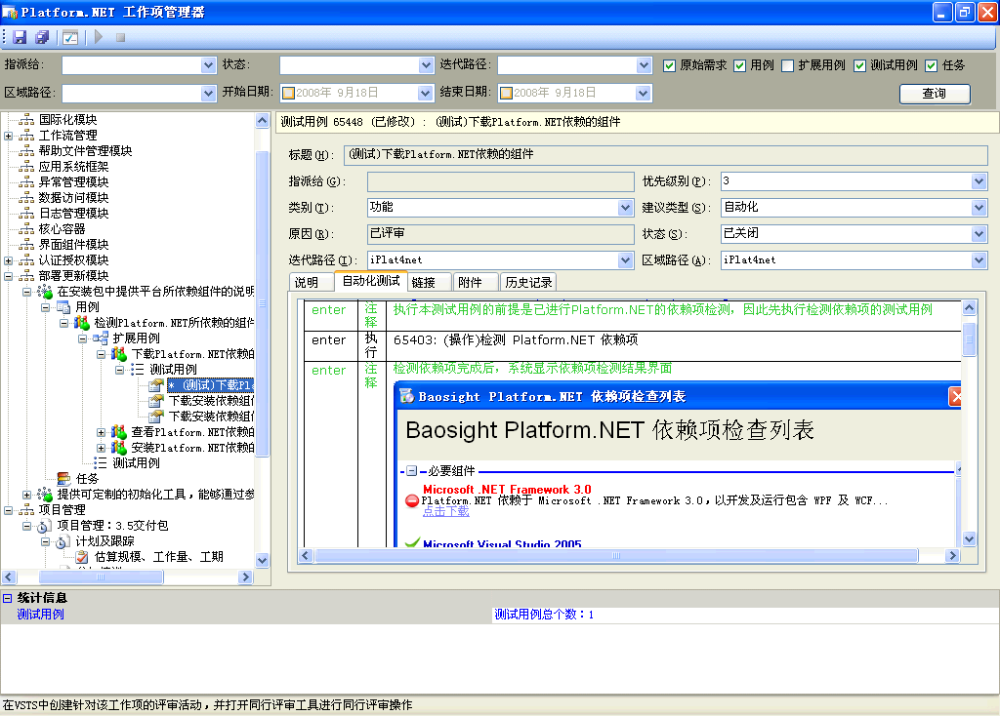 Platform.NET 工作项管理器
指派给: 状态: 迭代路径: 原始需求 用例 扩展用例 测试用例 任务
区域路径: 开始日期: 2008年 9月18日 结束日期: 2008年 9月18日 查询
国际化模块
工作流管理
帮助文件管理模块
应用系统框架
异常管理模块
数据访问模块
日志管理模块
核心容器
界面组件模块
认证授权模块
部署更新模块
在安装包中提供平台所依赖组件的说明
用例
检测Platform.NET所依赖的组件
扩展用例
下载Platform.NET依赖的
测试用例
* (测试)下载Pla
下载安装依赖组件
下载安装依赖组件
查看Platform.NET依赖的
安装Platform.NET依赖的
测试用例
任务
提供可定制的初始化工具，能够通过参
项目管理
项目管理：3.5交付包
计划及跟踪
估算规模、工作量、工期
测试用例 65448 (已修改) : (测试)下载Platform.NET依赖的组件
标题(H): (测试)下载Platform.NET依赖的组件
指派给(G): 优先级别(P): 3
类别(T): 功能 建议类型(S): 自动化
原因(R): 已评审 状态(S): 已关闭
迭代路径(I): iPlat4net 区域路径(A): iPlat4net
说明 自动化测试 链接 附件 历史记录
enter 注释 执行本测试用例的前提是已进行Platform.NET的依赖项检测，因此先执行检测依赖项的测试用例
enter 执行 65403: (操作)检测 Platform.NET 依赖项
enter 注释 检测依赖项完成后，系统显示依赖项检测结果界面
Baosight Platform.NET 依赖项检查列表
Baosight Platform.NET 依赖项检查列表
必要组件
Microsoft .NET Framework 3.0
Platform.NET 依赖于 Microsoft .NET Framework 3.0，以开发及运行包含 WPF 及 WCF...
点击下载
Microsoft Visual Studio 2005
统计信息
测试用例 测试用例总个数：1
在VSTS中创建针对该工作项的评审活动，并打开同行评审工具进行同行评审操作